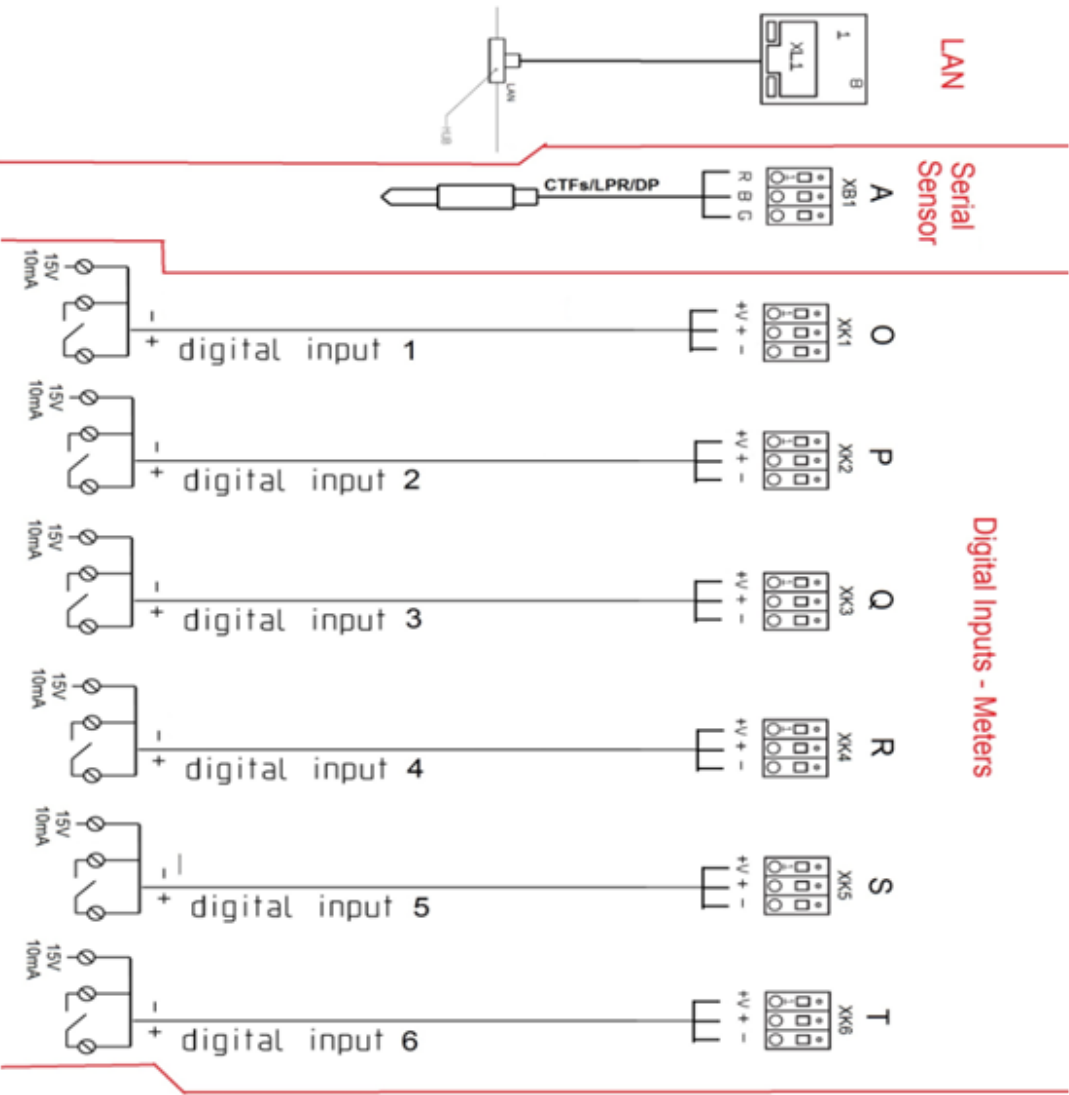 LAN
1
8
XL1
LAN
HUB
Serial
Sensor
A
XB1
R B G
CTFs/LPR/DP
Digital Inputs - Meters
O
XK1
+V + -
digital input 1
- +
15V
10mA
P
XK2
+V + -
digital input 2
- +
15V
10mA
Q
XK3
+V + -
digital input 3
- +
15V
10mA
R
XK4
+V + -
digital input 4
- +
15V
10mA
S
XK5
+V + -
digital input 5
- +
15V
10mA
T
XK6
+V + -
digital input 6
- +
15V
10mA